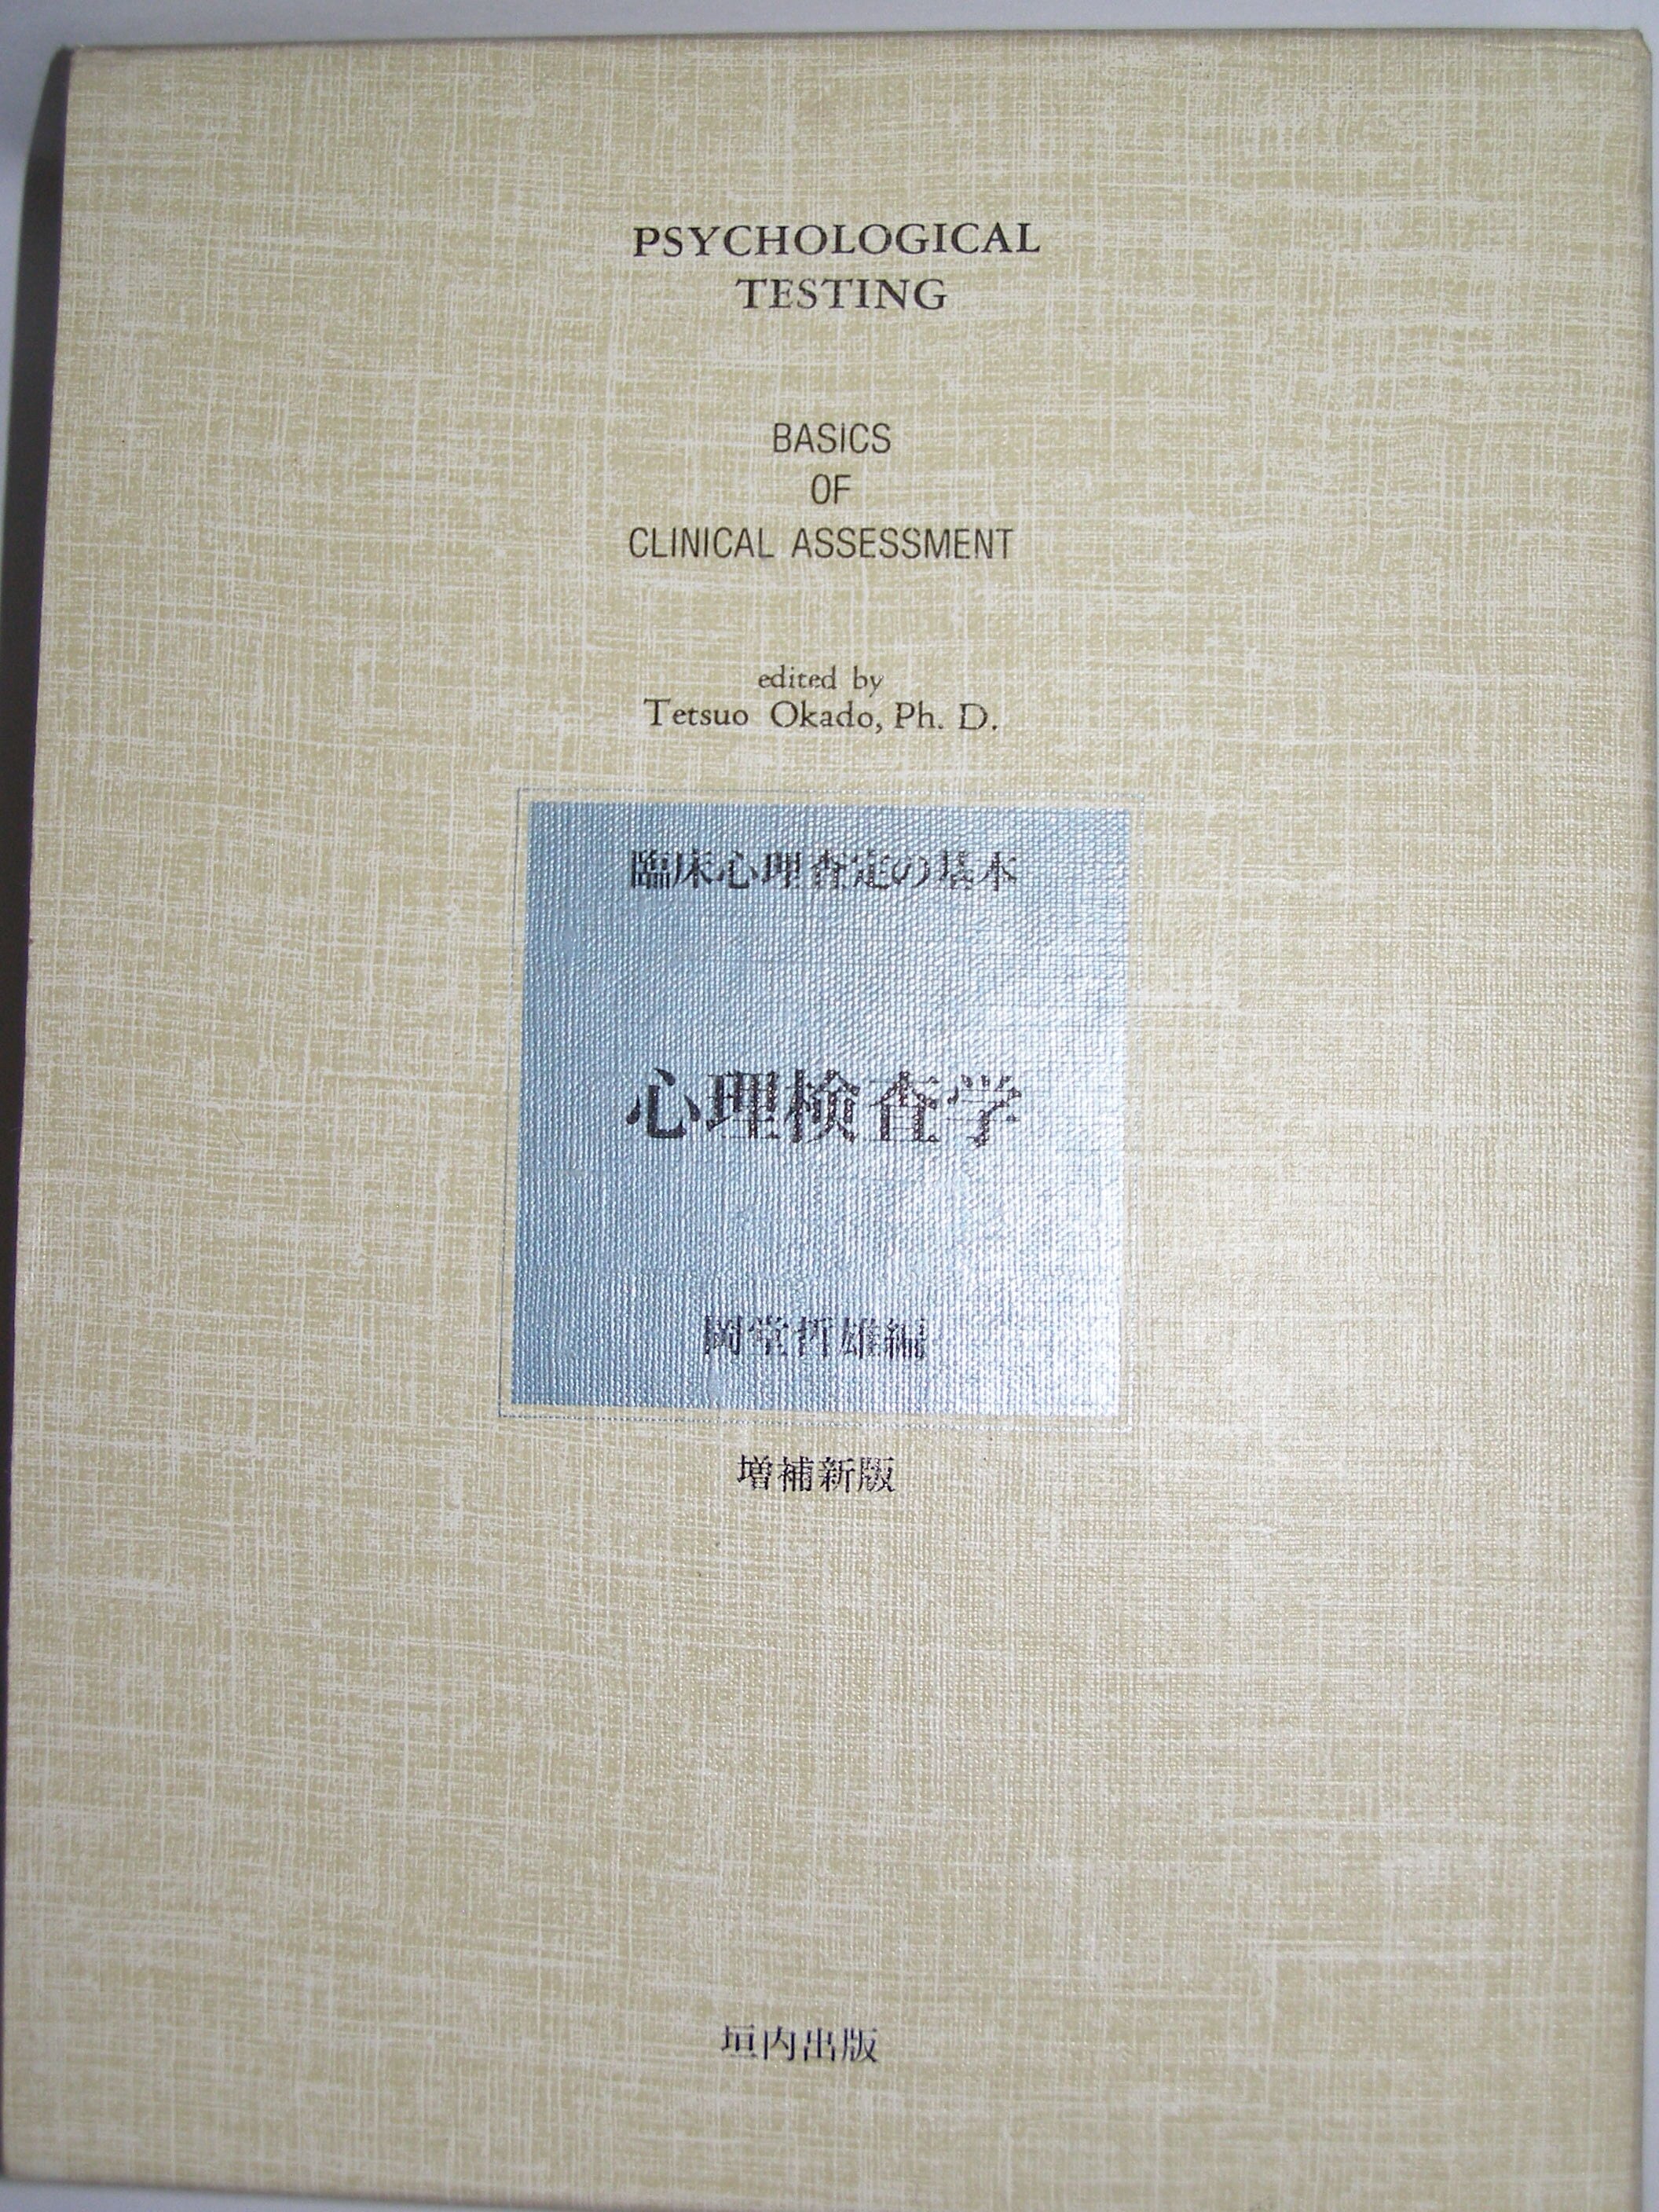 PSYCHOLOGICAL
TESTING
BASICS
OF
CLINICAL ASSESSMENT
edited by
Tetsuo Okado, Ph. D.
臨床心理査定の基本
心理検査学
岡堂哲雄編
増補新版
垣内出版